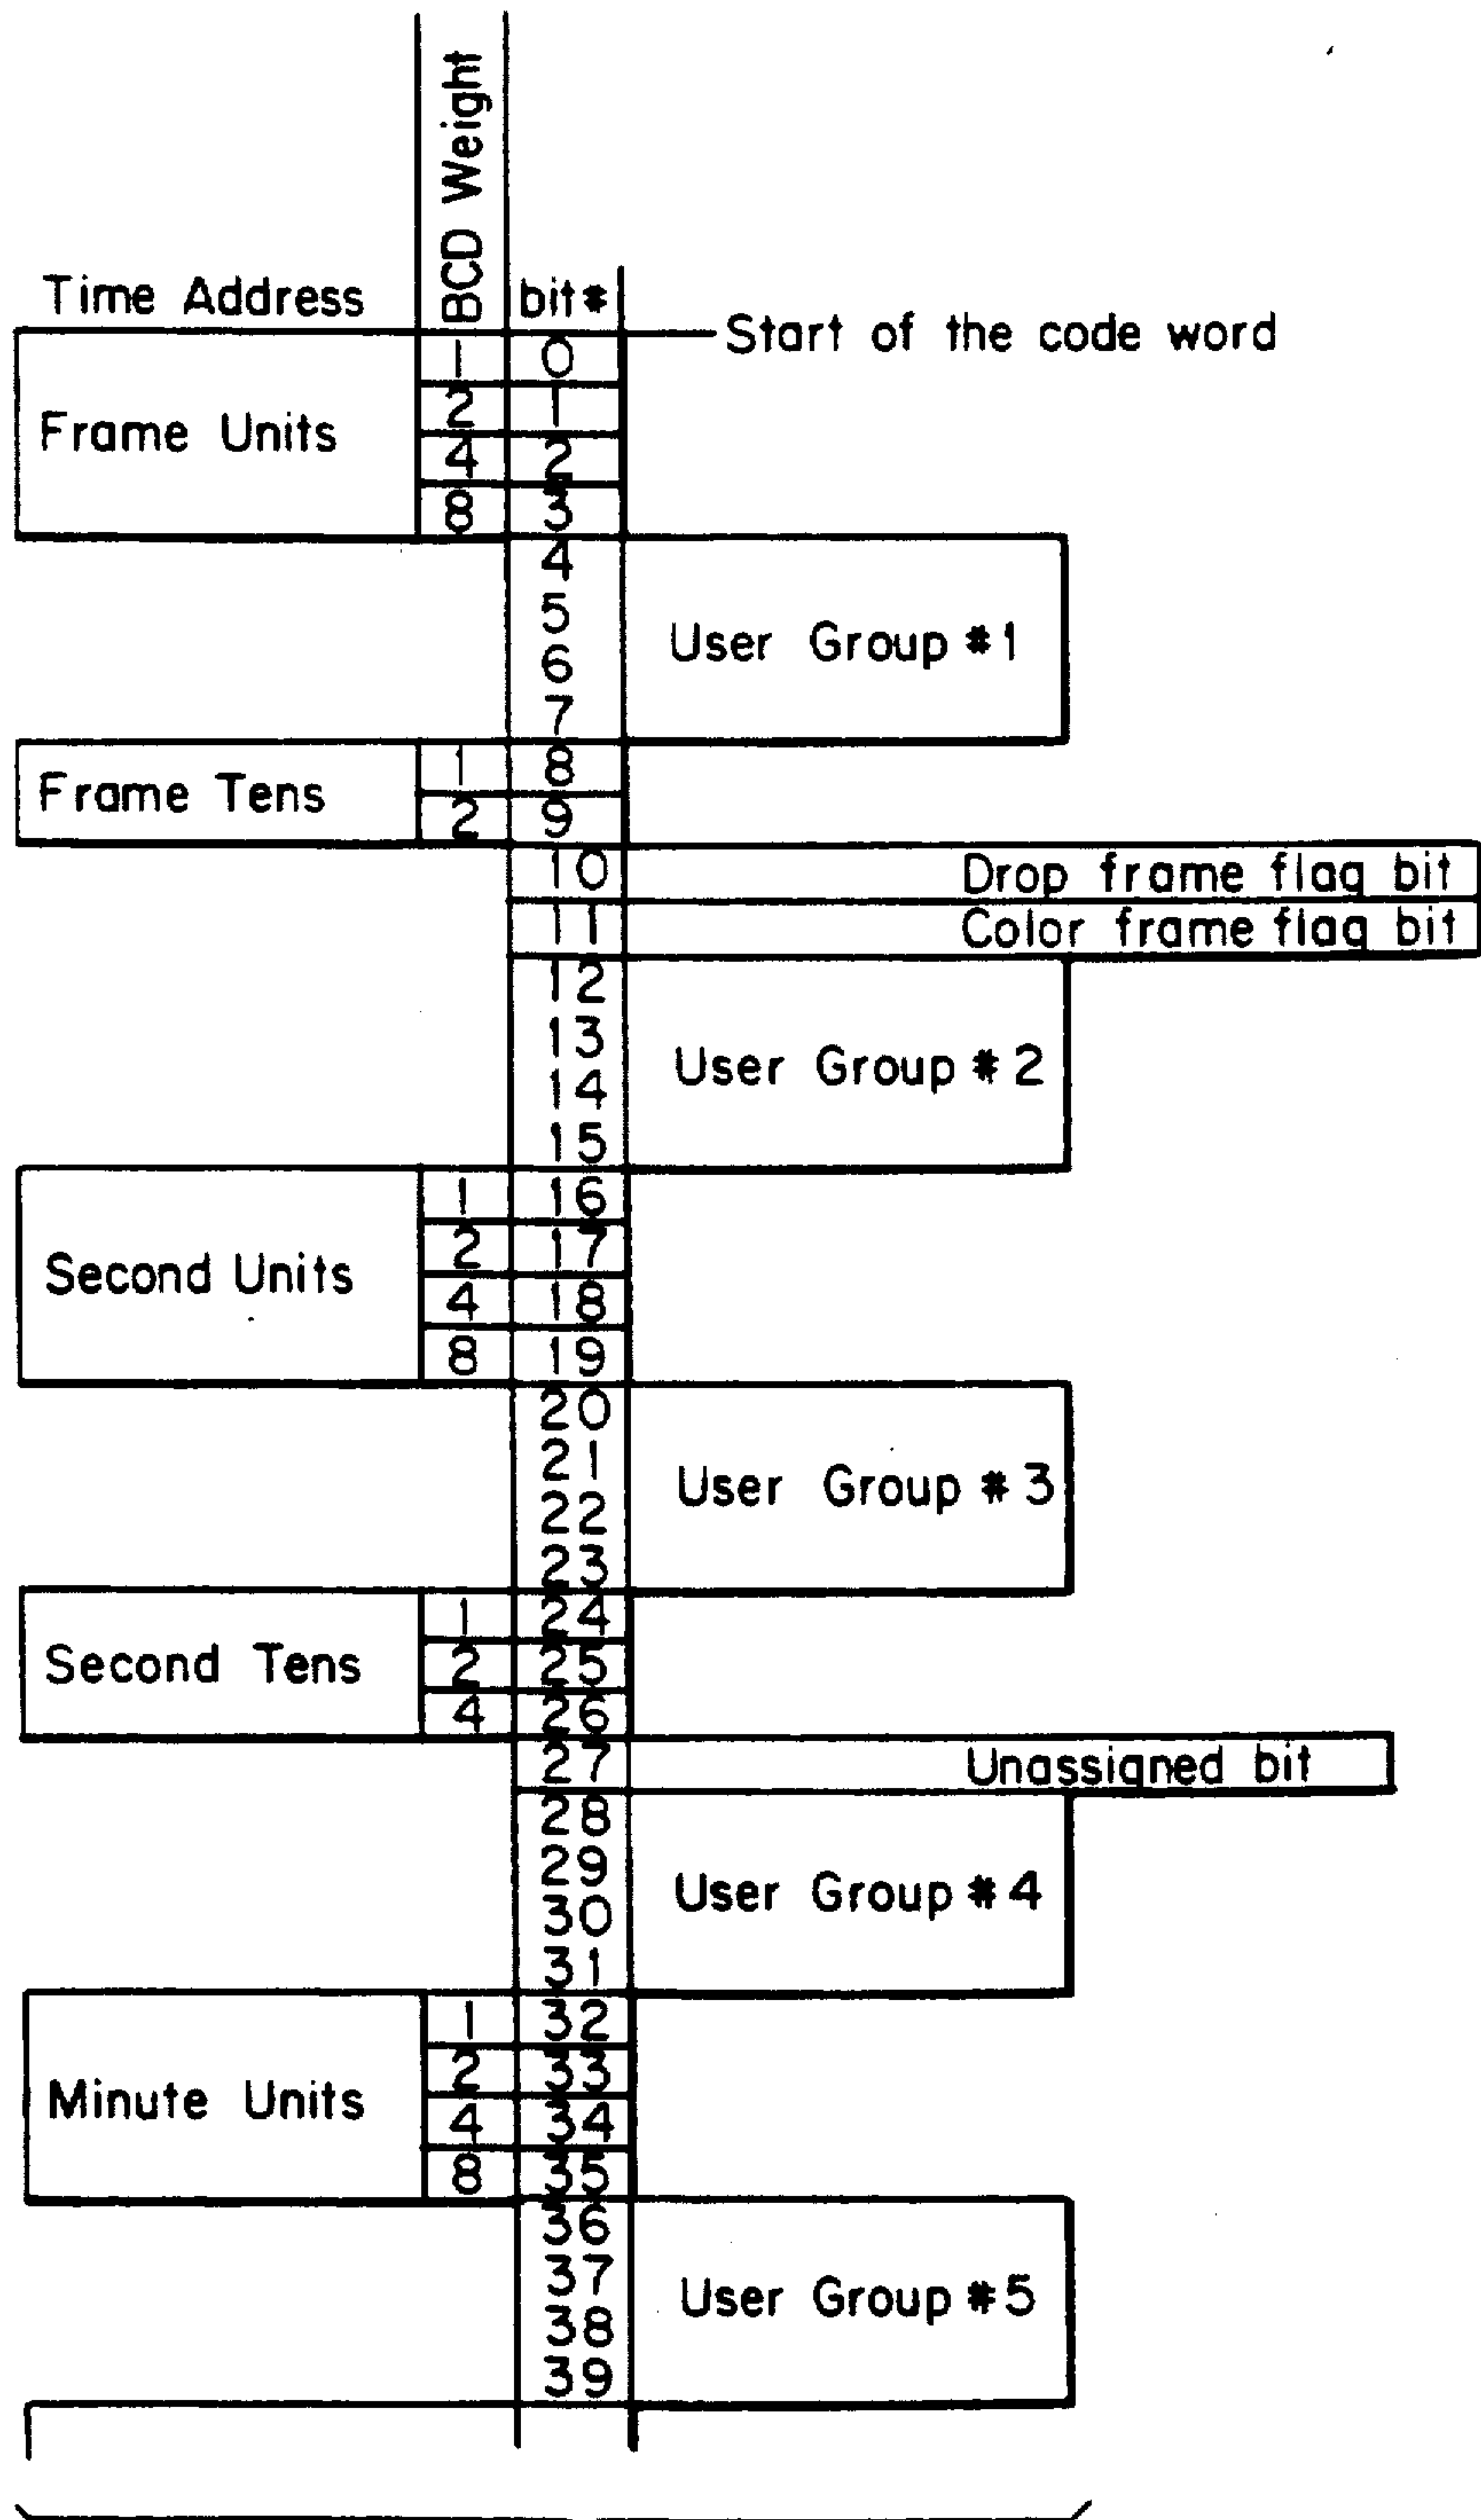 BCD Weight
Time Address bit#
Start of the code word
1 0
2 1
Frame Units
4 2
8 3
4
5
User Group #1
6
7
1 8
Frame Tens
2 9
10 Drop frame flag bit
11 Color frame flag bit
12
13
User Group #2
14
15
1 16
2 17
Second Units
4 18
8 19
20
21
User Group #3
22
23
1 24
Second Tens 2 25
4 26
27 Unassigned bit
28
29
User Group #4
30
31
1 32
2 33
Minute Units
4 34
8 35
36
37
User Group #5
38
39